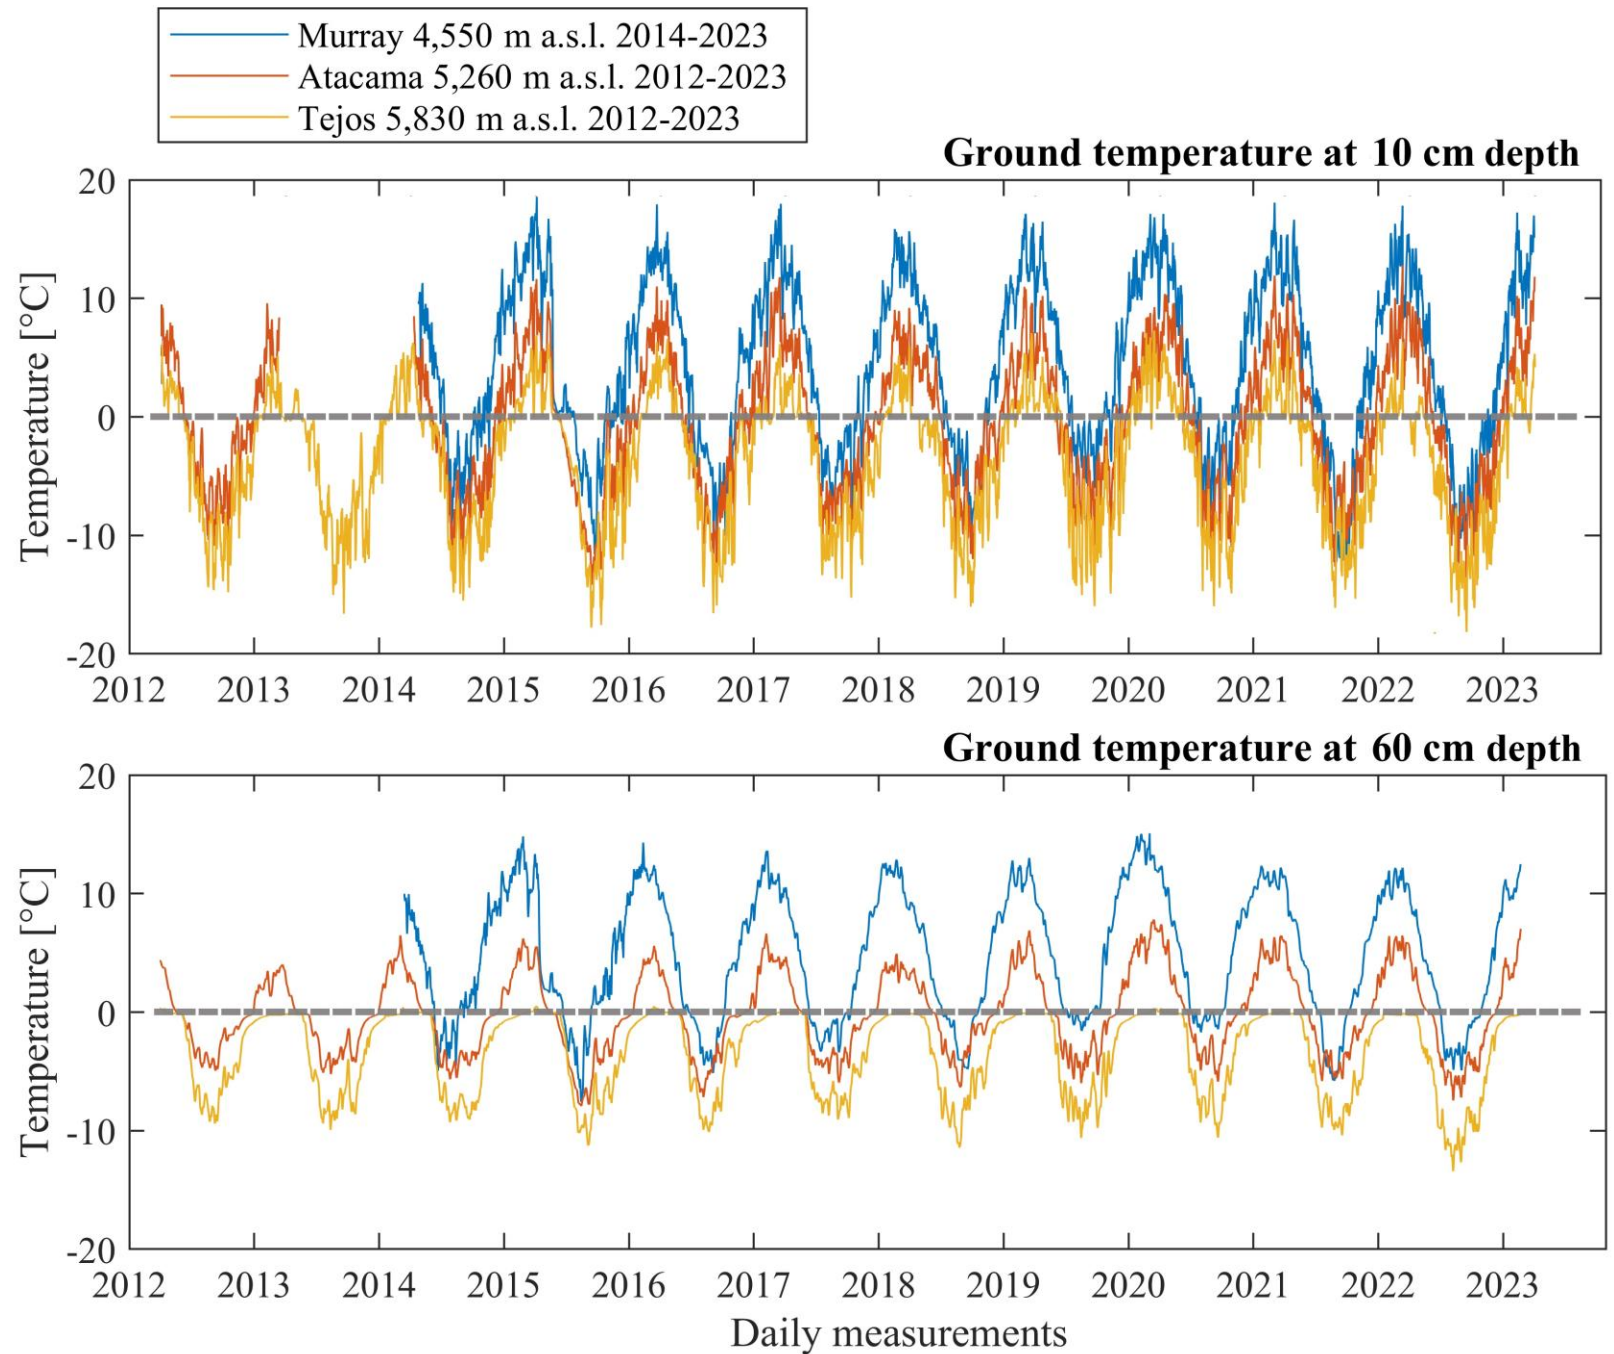 Murray 4,550 m a.s.l. 2014-2023
Atacama 5,260 m a.s.l. 2012-2023
Tejos 5,830 m a.s.l. 2012-2023
Ground temperature at 10 cm depth
Temperature [°C]
20
10
0
-10
-20
2012 2013 2014 2015 2016 2017 2018 2019 2020 2021 2022 2023
Ground temperature at 60 cm depth
Temperature [°C]
20
10
0
-10
-20
2012 2013 2014 2015 2016 2017 2018 2019 2020 2021 2022 2023
Daily measurements